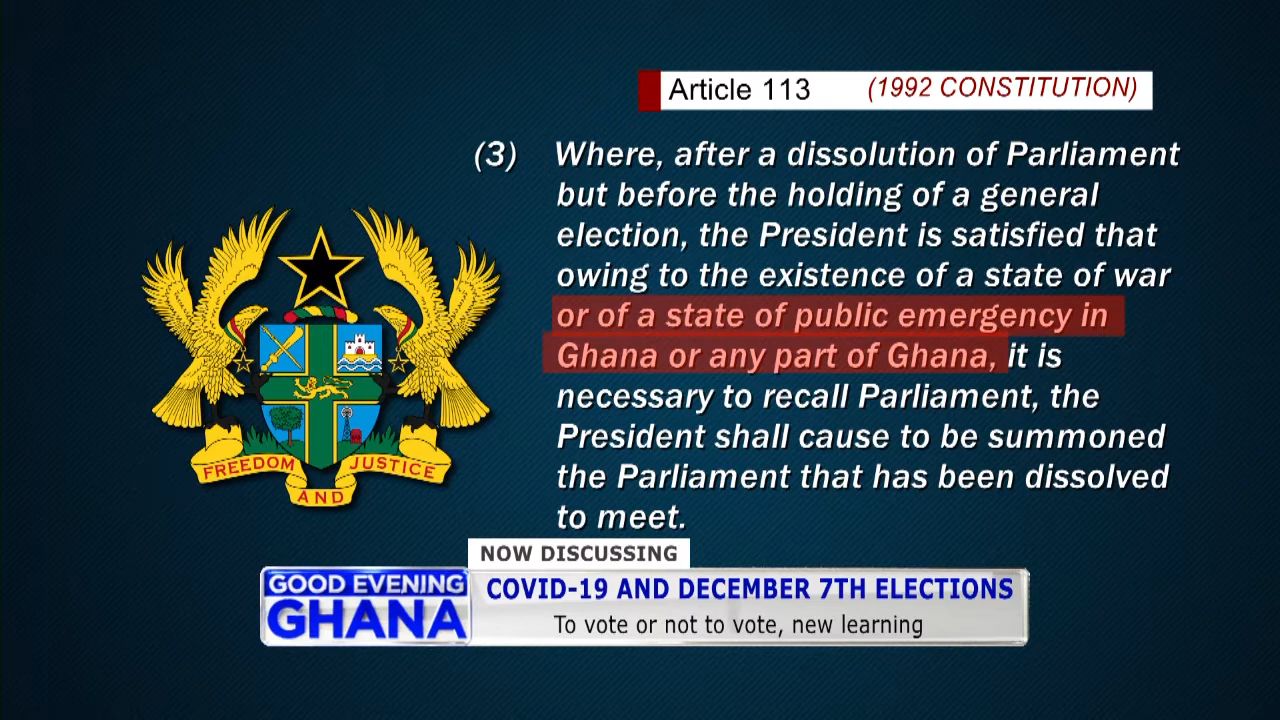 Article 113 (1992 CONSTITUTION)
(3) Where, after a dissolution of Parliament
but before the holding of a general
election, the President is satisfied that
owing to the existence of a state of war
or of a state of public emergency in
Ghana or any part of Ghana, it is
necessary to recall Parliament, the
President shall cause to be summoned
the Parliament that has been dissolved
to meet.
FREEDOM
AND
JUSTICE
NOW DISCUSSING
GOOD EVENING
GHANA
COVID-19 AND DECEMBER 7TH ELECTIONS
To vote or not to vote, new learning